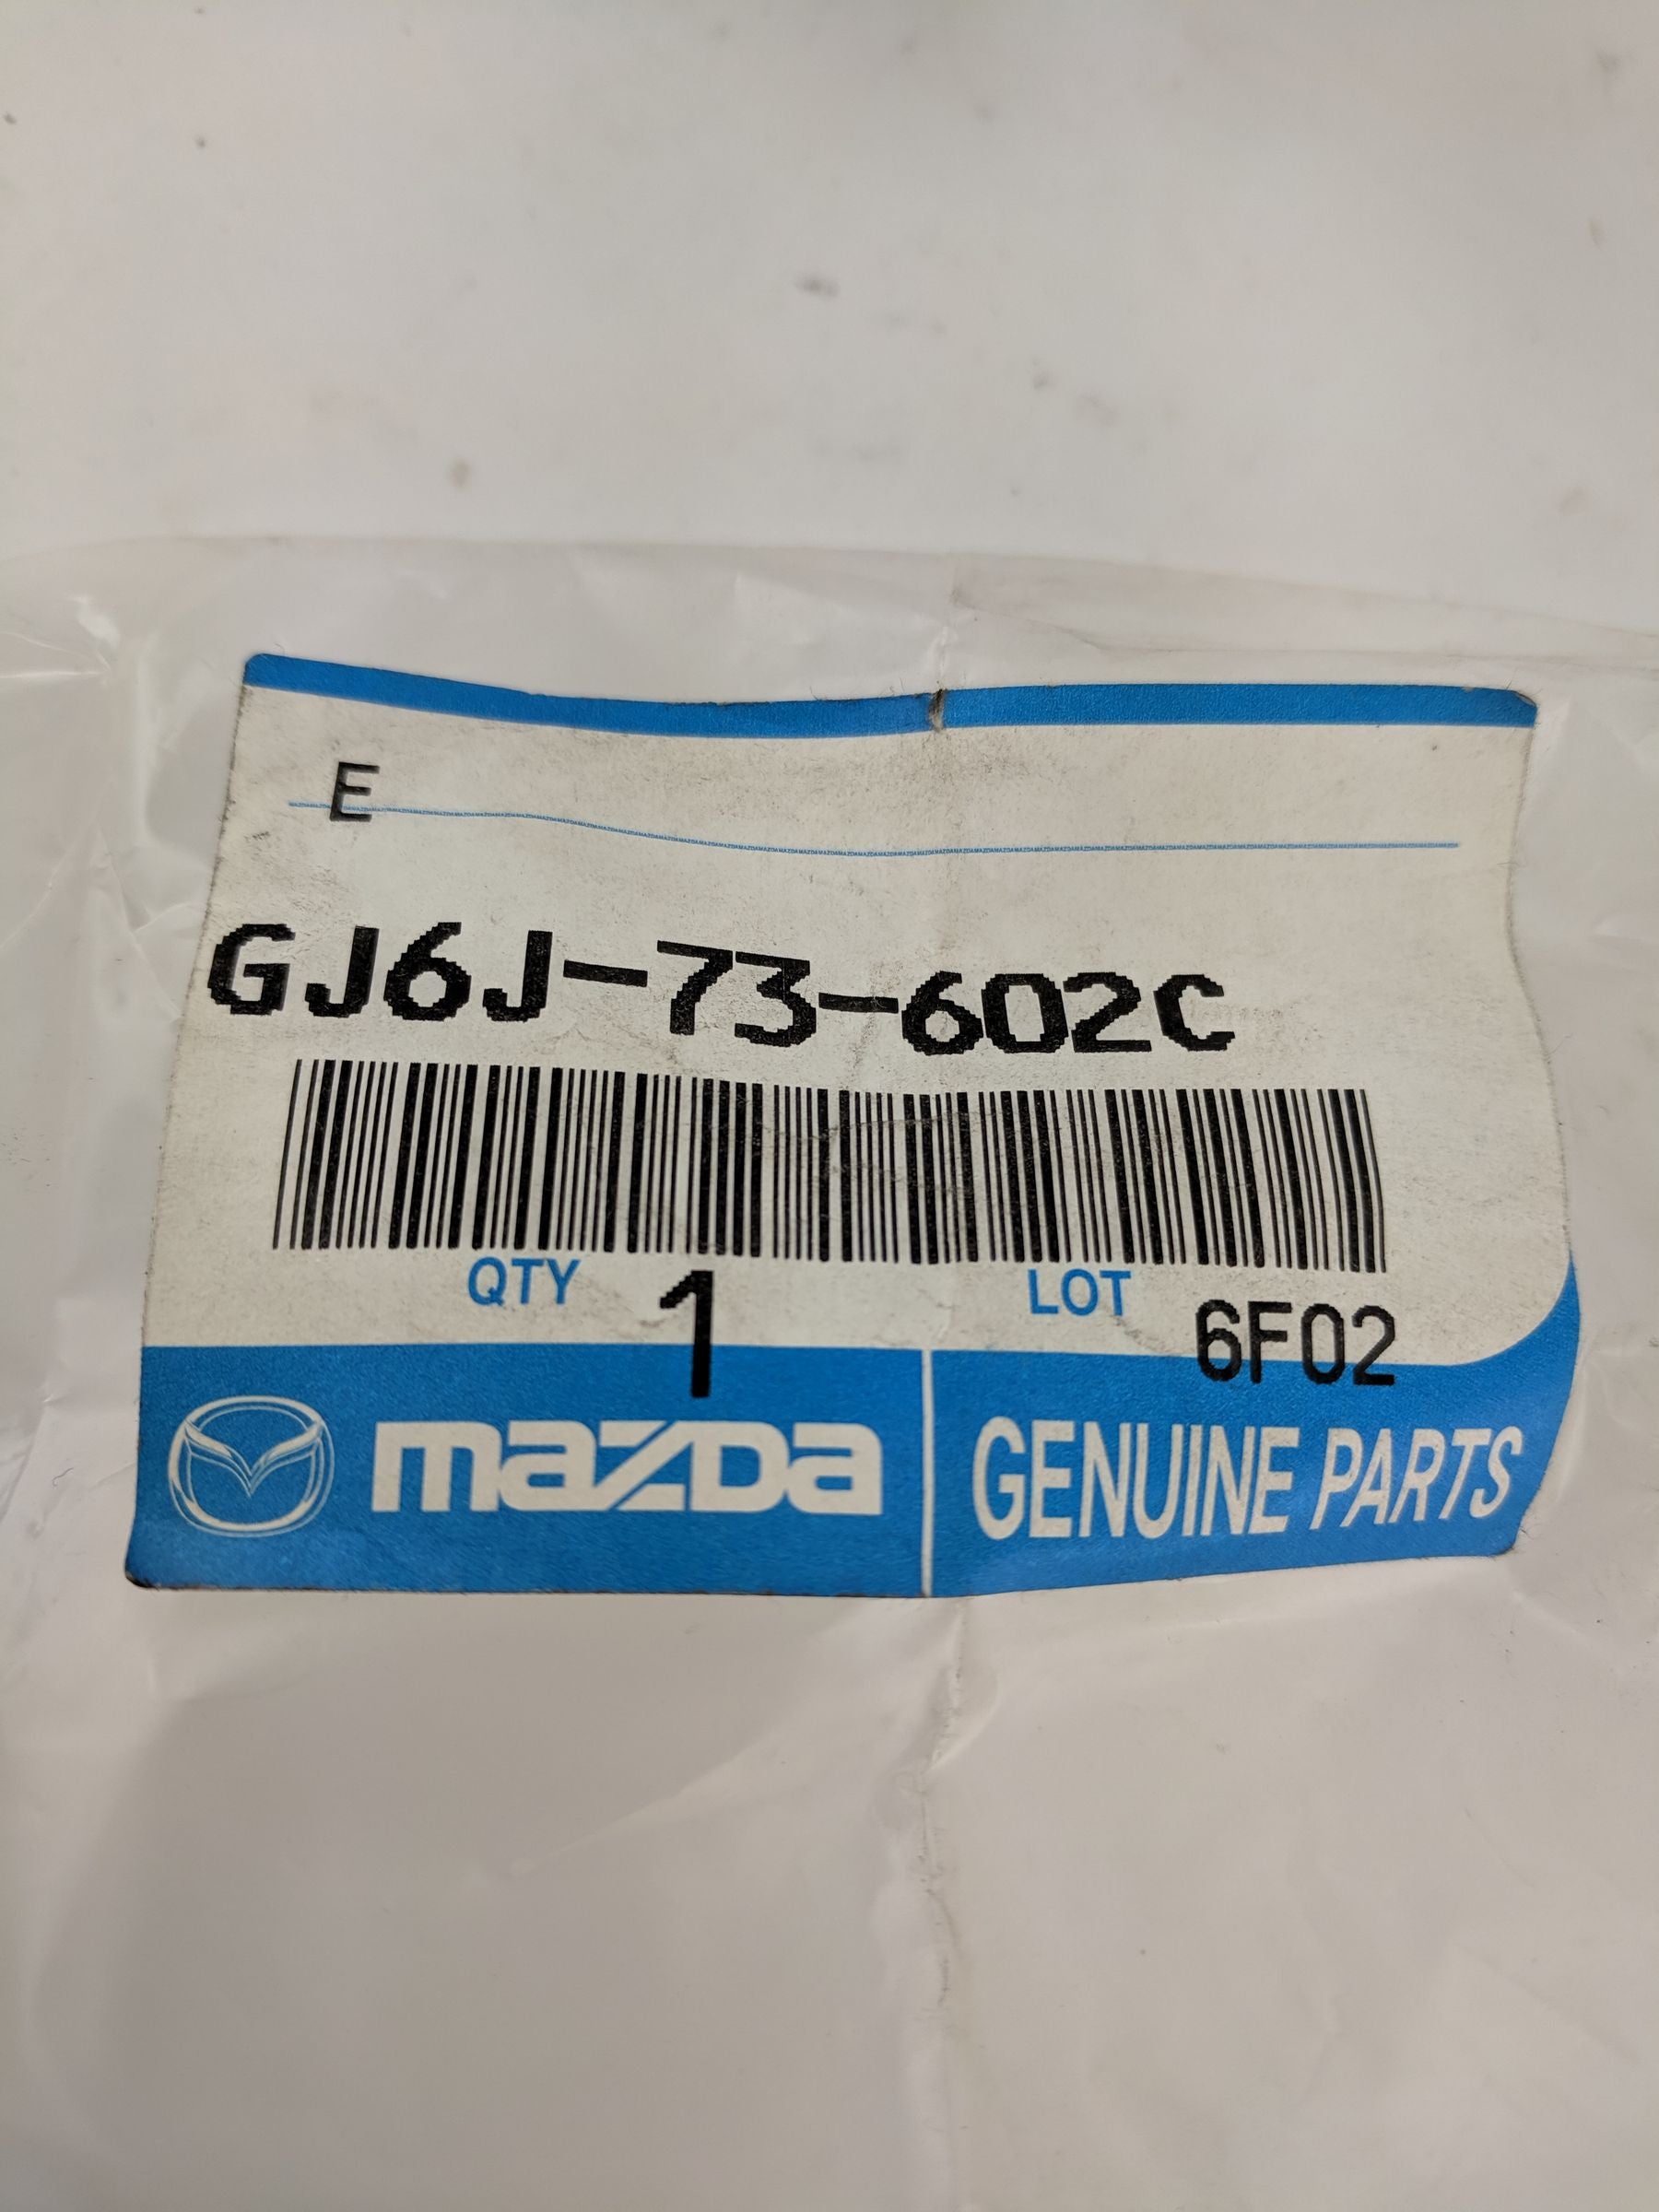 E
GJ6J-73-602C
QTY 1 LOT 6F02
mazda GENUINE PARTS